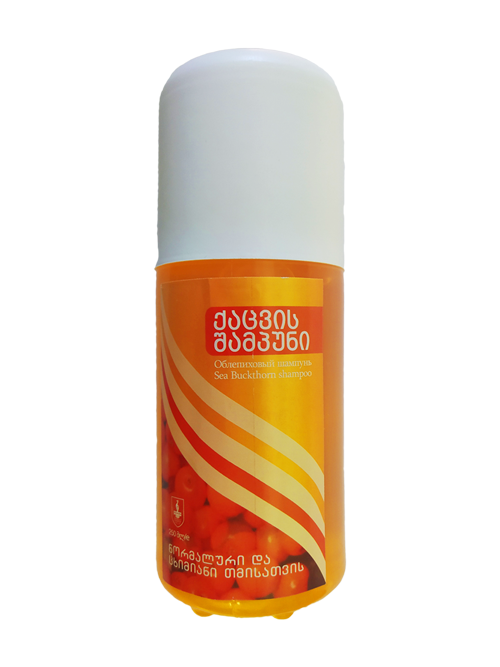 ქაცვის
შამპუნი
Облепиховый шампунь
Sea Buckthorn shampoo
ნორმალური და
ცხიმიანი თმისათვის